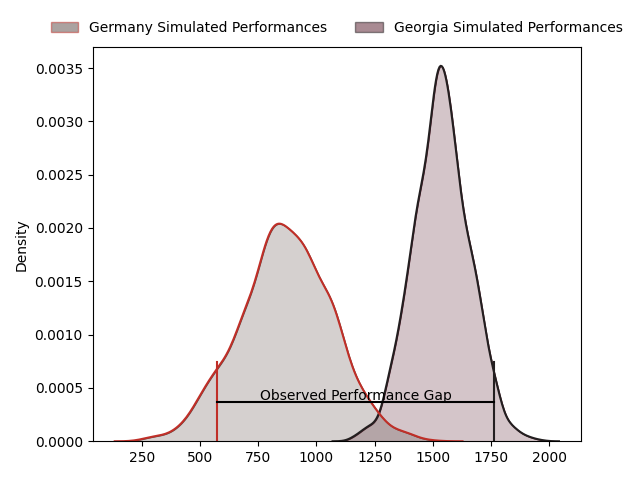 Germany Simulated Performances
Georgia Simulated Performances
Density
0.0035
0.0030
0.0025
0.0020
0.0015
0.0010
0.0005
0.0000
Observed Performance Gap
250 500 750 1000 1250 1500 1750 2000